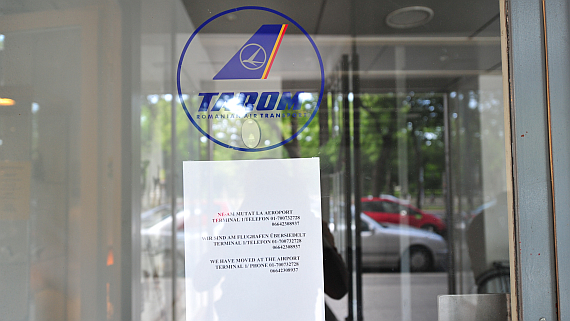 TAROM
ROMANIAN AIR TRANSPORT
NE-AM MUTAT LA AEROPORT
TERMINAL 1/TELEFON 01-700732728
06642308937
WIR SIND AM FLUGHAFEN ÜBERSIEDELT
TERMINAL 1/TELEFON 01-700732728
06642308937
WE HAVE MOVED AT THE AIRPORT
TERMINAL 1/ PHONE 01-700732728
06642308937